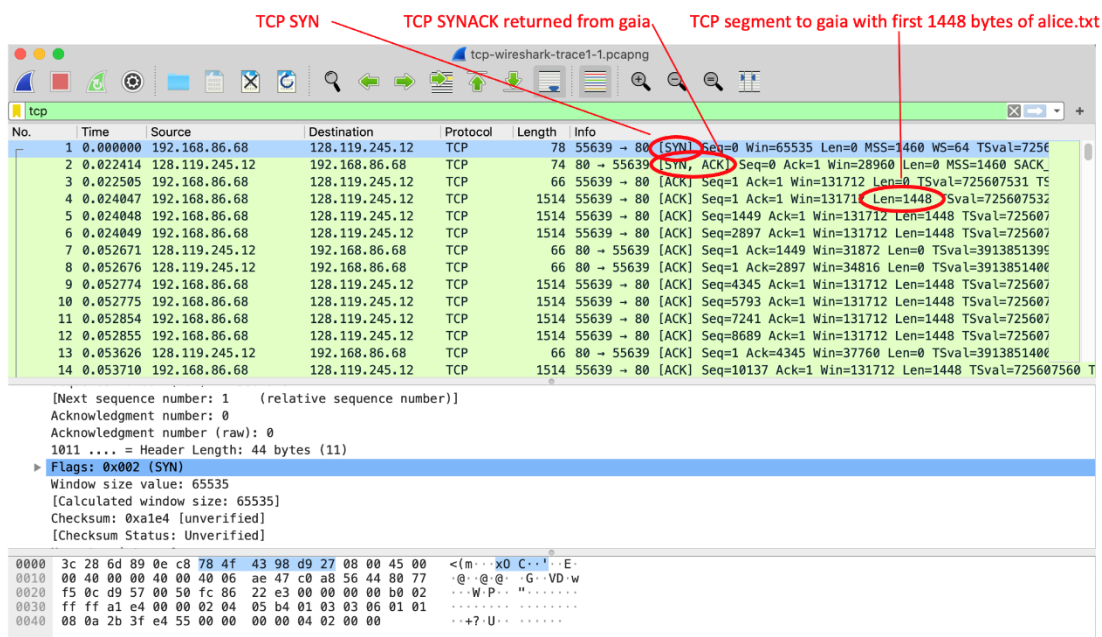 TCP SYN TCP SYNACK returned from gaia TCP segment to gaia with first 1448 bytes of alice.txt
tcp-wireshark-trace1-1.pcapng
tcp
No. Time Source Destination Protocol Length Info
1 0.000000 192.168.86.68 128.119.245.12 TCP 78 55639 → 80 [SYN] Seq=0 Win=65535 Len=0 MSS=1460 WS=64 TSval=7256
2 0.022414 128.119.245.12 192.168.86.68 TCP 74 80 → 55639 [SYN, ACK] Seq=0 Ack=1 Win=28960 Len=0 MSS=1460 SACK_
3 0.022505 192.168.86.68 128.119.245.12 TCP 66 55639 → 80 [ACK] Seq=1 Ack=1 Win=131712 Len=0 TSval=725607531 TS
4 0.024047 192.168.86.68 128.119.245.12 TCP 1514 55639 → 80 [ACK] Seq=1 Ack=1 Win=13171 Len=1448 TSval=725607532
5 0.024048 192.168.86.68 128.119.245.12 TCP 1514 55639 → 80 [ACK] Seq=1449 Ack=1 Win=131712 Len=1448 TSval=725607
6 0.024049 192.168.86.68 128.119.245.12 TCP 1514 55639 → 80 [ACK] Seq=2897 Ack=1 Win=131712 Len=1448 TSval=725607
7 0.052671 128.119.245.12 192.168.86.68 TCP 66 80 → 55639 [ACK] Seq=1 Ack=1449 Win=31872 Len=0 TSval=3913851399
8 0.052676 128.119.245.12 192.168.86.68 TCP 66 80 → 55639 [ACK] Seq=1 Ack=2897 Win=34816 Len=0 TSval=3913851400
9 0.052774 192.168.86.68 128.119.245.12 TCP 1514 55639 → 80 [ACK] Seq=4345 Ack=1 Win=131712 Len=1448 TSval=725607
10 0.052775 192.168.86.68 128.119.245.12 TCP 1514 55639 → 80 [ACK] Seq=5793 Ack=1 Win=131712 Len=1448 TSval=725607
11 0.052854 192.168.86.68 128.119.245.12 TCP 1514 55639 → 80 [ACK] Seq=7241 Ack=1 Win=131712 Len=1448 TSval=725607
12 0.052855 192.168.86.68 128.119.245.12 TCP 1514 55639 → 80 [ACK] Seq=8689 Ack=1 Win=131712 Len=1448 TSval=725607
13 0.053626 128.119.245.12 192.168.86.68 TCP 66 80 → 55639 [ACK] Seq=1 Ack=4345 Win=37760 Len=0 TSval=3913851400
14 0.053710 192.168.86.68 128.119.245.12 TCP 1514 55639 → 80 [ACK] Seq=10137 Ack=1 Win=131712 Len=1448 TSval=725607560 T
[Next sequence number: 1 (relative sequence number)]
Acknowledgment number: 0
Acknowledgment number (raw): 0
1011 .... = Header Length: 44 bytes (11)
Flags: 0x002 (SYN)
Window size value: 65535
[Calculated window size: 65535]
Checksum: 0xa1e4 [unverified]
[Checksum Status: Unverified]
0000 3c 28 6d 89 0e c8 78 4f 43 98 d9 27 08 00 45 00 <(m···xO C··'··E·
0010 00 40 00 00 40 00 40 06 ae 47 c0 a8 56 44 80 77 ·@··@·@· ·G··VD·w
0020 f5 0c d9 57 00 50 fc 86 22 e3 00 00 00 00 b0 02 ···W·P·· "·······
0030 ff ff a1 e4 00 00 02 04 05 b4 01 03 03 06 01 01 ········ ········
0040 08 0a 2b 3f e4 55 00 00 00 00 04 02 00 00 ··+?·U·· ······